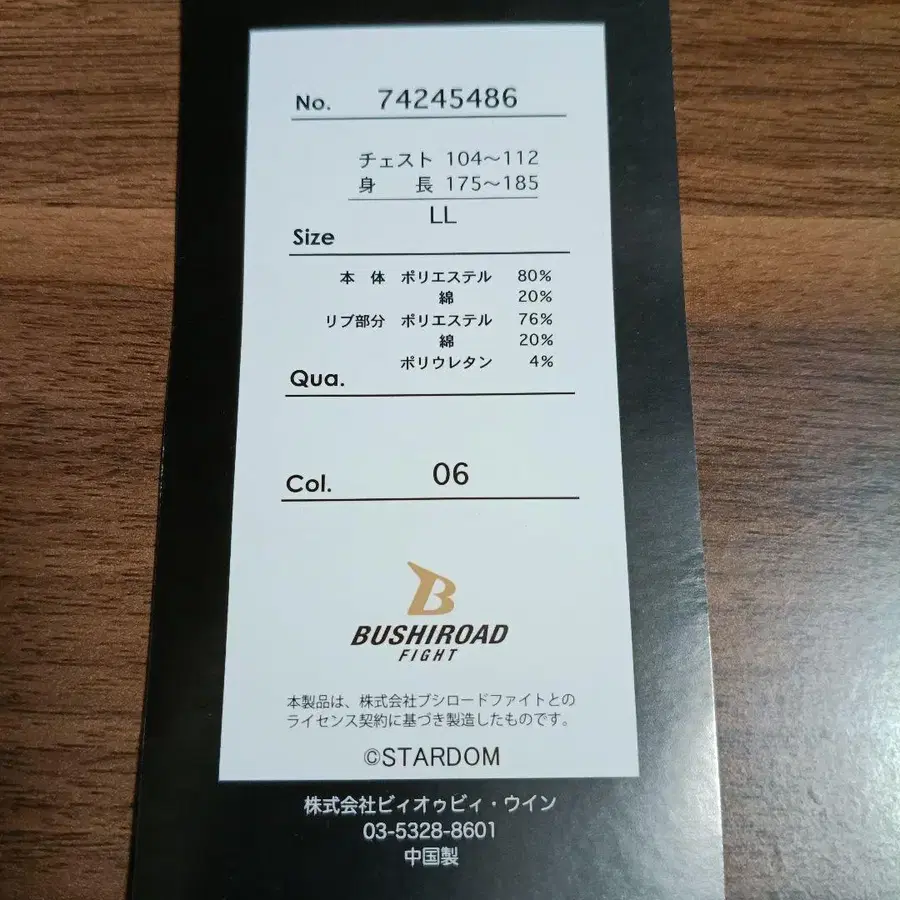 No. 74245486
チェスト 104～112
身　長 175～185
LL
Size
本　体 ポリエステル 80%
綿 20%
リブ部分 ポリエステル 76%
綿 20%
ポリウレタン 4%
Qua.
Col. 06
B
BUSHIROAD
FIGHT
本製品は、株式会社ブシロードファイトとの
ライセンス契約に基づき製造したものです。
©STARDOM
株式会社ビィオゥビィ・ウイン
03-5328-8601
中国製